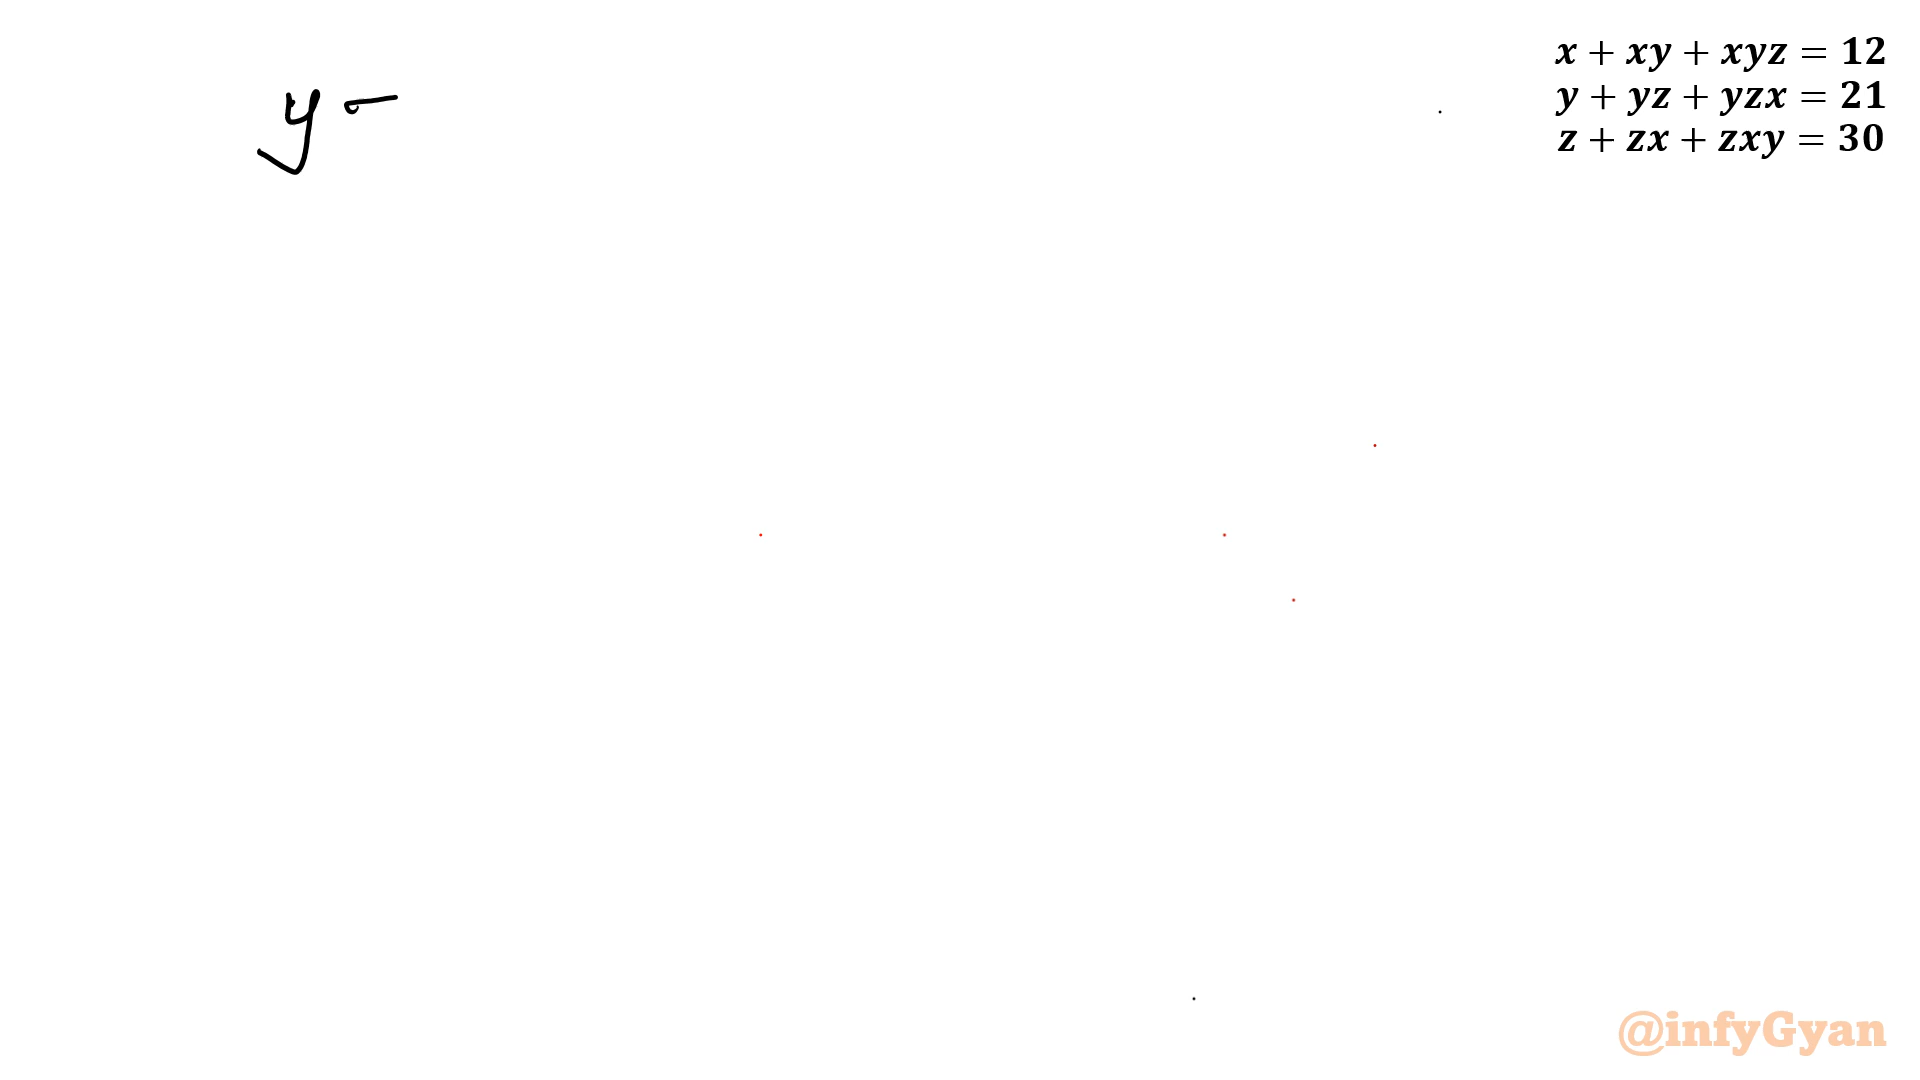 x + xy + xyz = 12
y + yz + yzx = 21
z + zx + zxy = 30
y
@infyGyan